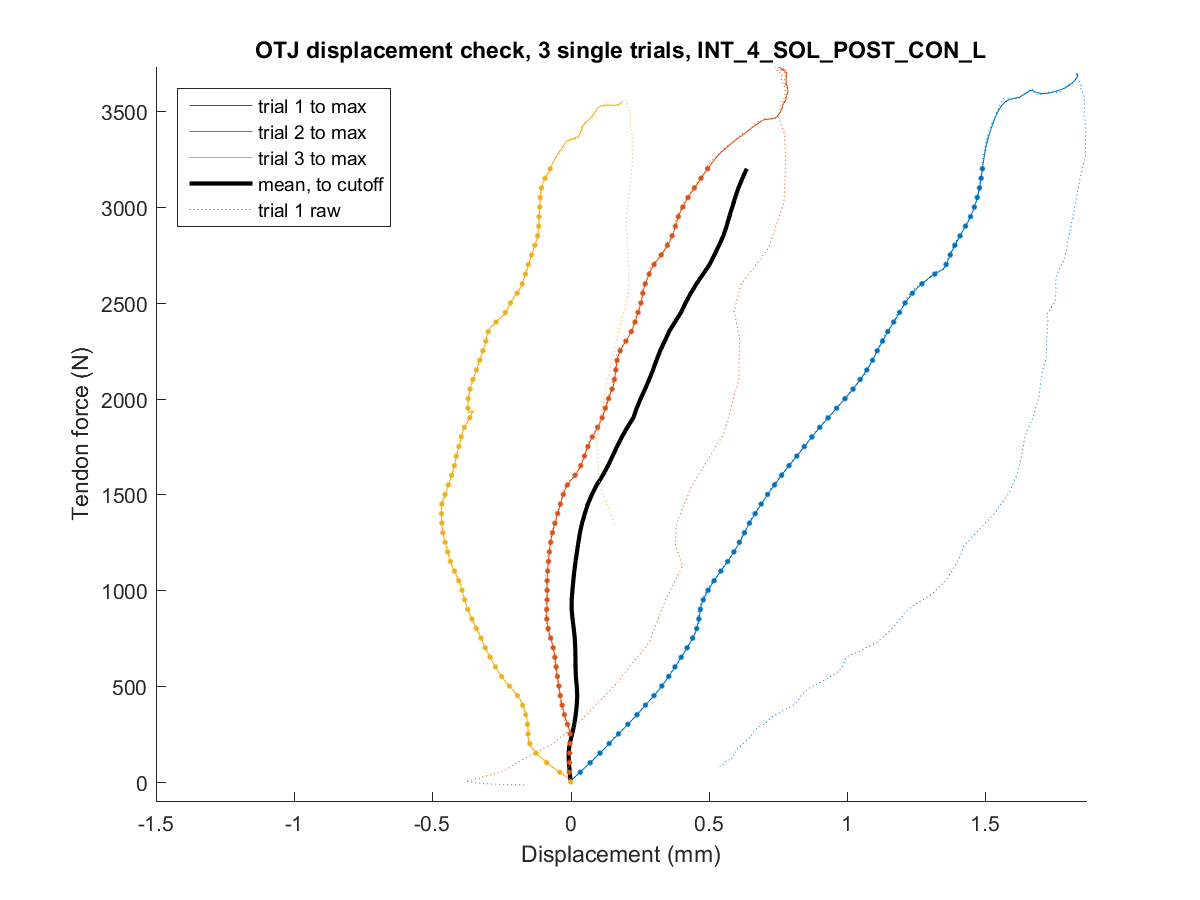 OTJ displacement check, 3 single trials, INT_4_SOL_POST_CON_L
trial 1 to max
trial 2 to max
trial 3 to max
mean, to cutoff
trial 1 raw
3500
3000
2500
2000
1500
1000
500
0
Tendon force (N)
-1.5 -1 -0.5 0 0.5 1 1.5
Displacement (mm)